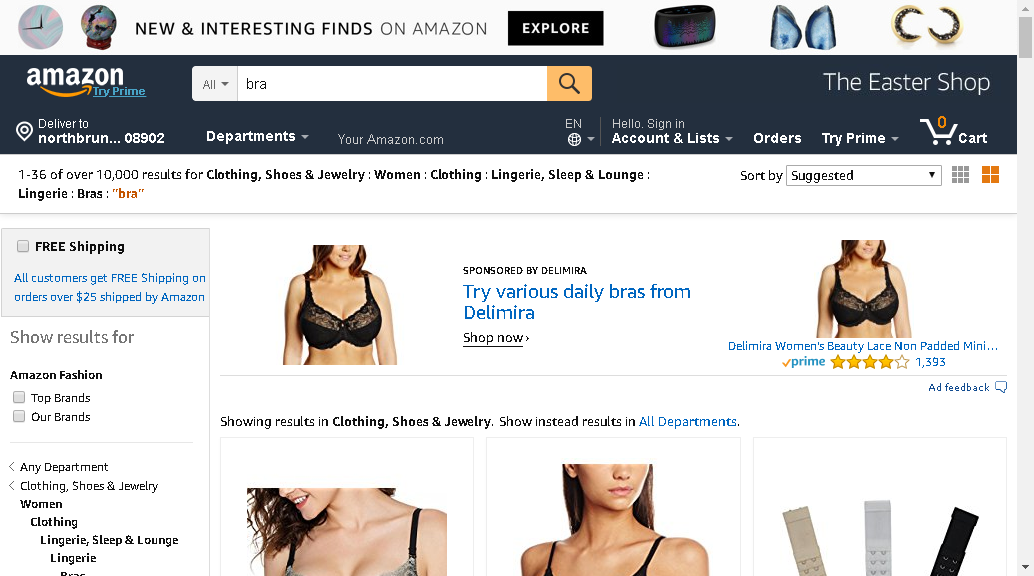 NEW & INTERESTING FINDS ON AMAZON EXPLORE
amazon
Try Prime
All
bra
The Easter Shop
Deliver to
northbrun... 08902
Departments
Your Amazon.com
EN
Hello. Sign in
Account & Lists
Orders
Try Prime
0
Cart
1-36 of over 10,000 results for Clothing, Shoes & Jewelry : Women : Clothing : Lingerie, Sleep & Lounge :
Lingerie : Bras : "bra"
Sort by Suggested
FREE Shipping
All customers get FREE Shipping on
orders over $25 shipped by Amazon
Show results for
Amazon Fashion
Top Brands
Our Brands
Any Department
Clothing, Shoes & Jewelry
Women
Clothing
Lingerie, Sleep & Lounge
Lingerie
Bras
SPONSORED BY DELIMIRA
Try various daily bras from
Delimira
Shop now ›
Delimira Women's Beauty Lace Non Padded Mini...
prime 1,393
Ad feedback
Showing results in Clothing, Shoes & Jewelry. Show instead results in All Departments.